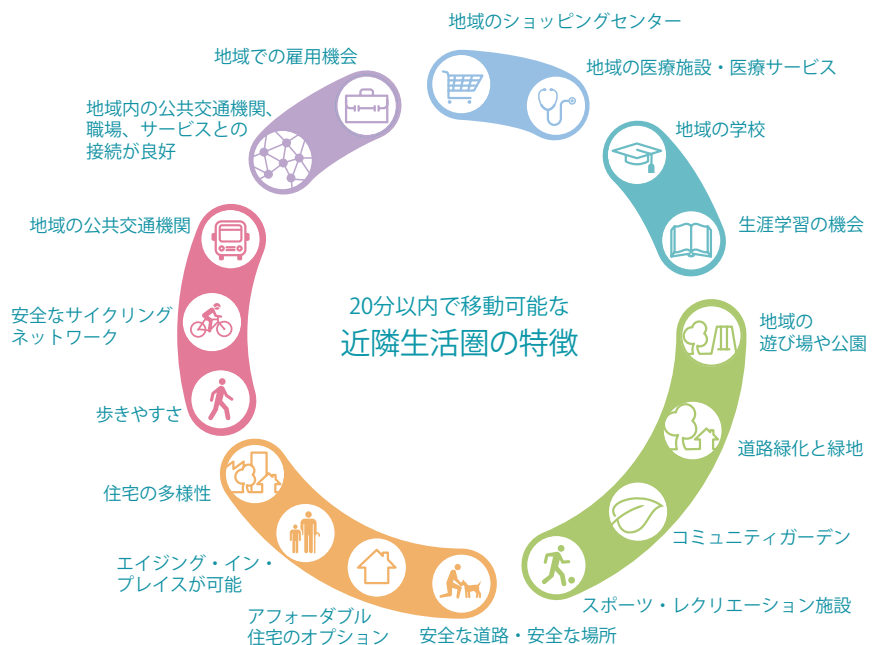 地域のショッピングセンター
地域の医療施設・医療サービス
地域の学校
生涯学習の機会
地域の
遊び場や公園
道路緑化と緑地
コミュニティガーデン
スポーツ・レクリエーション施設
安全な道路・安全な場所
アフォーダブル
住宅のオプション
エイジング・イン・
プレイスが可能
住宅の多様性
歩きやすさ
安全なサイクリング
ネットワーク
地域の公共交通機関
地域内の公共交通機関、
職場、サービスとの
接続が良好
地域での雇用機会
20分以内で移動可能な
近隣生活圏の特徴